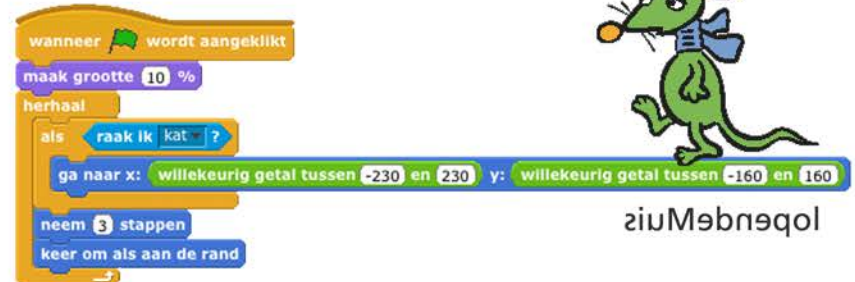 wanneer wordt aangeklikt
maak grootte 10 %
herhaal
als raak ik kat ?
ga naar x: willekeurig getal tussen -230 en 230 y: willekeurig getal tussen -160 en 160
neem 3 stappen
keer om als aan de rand
lopendeMuis